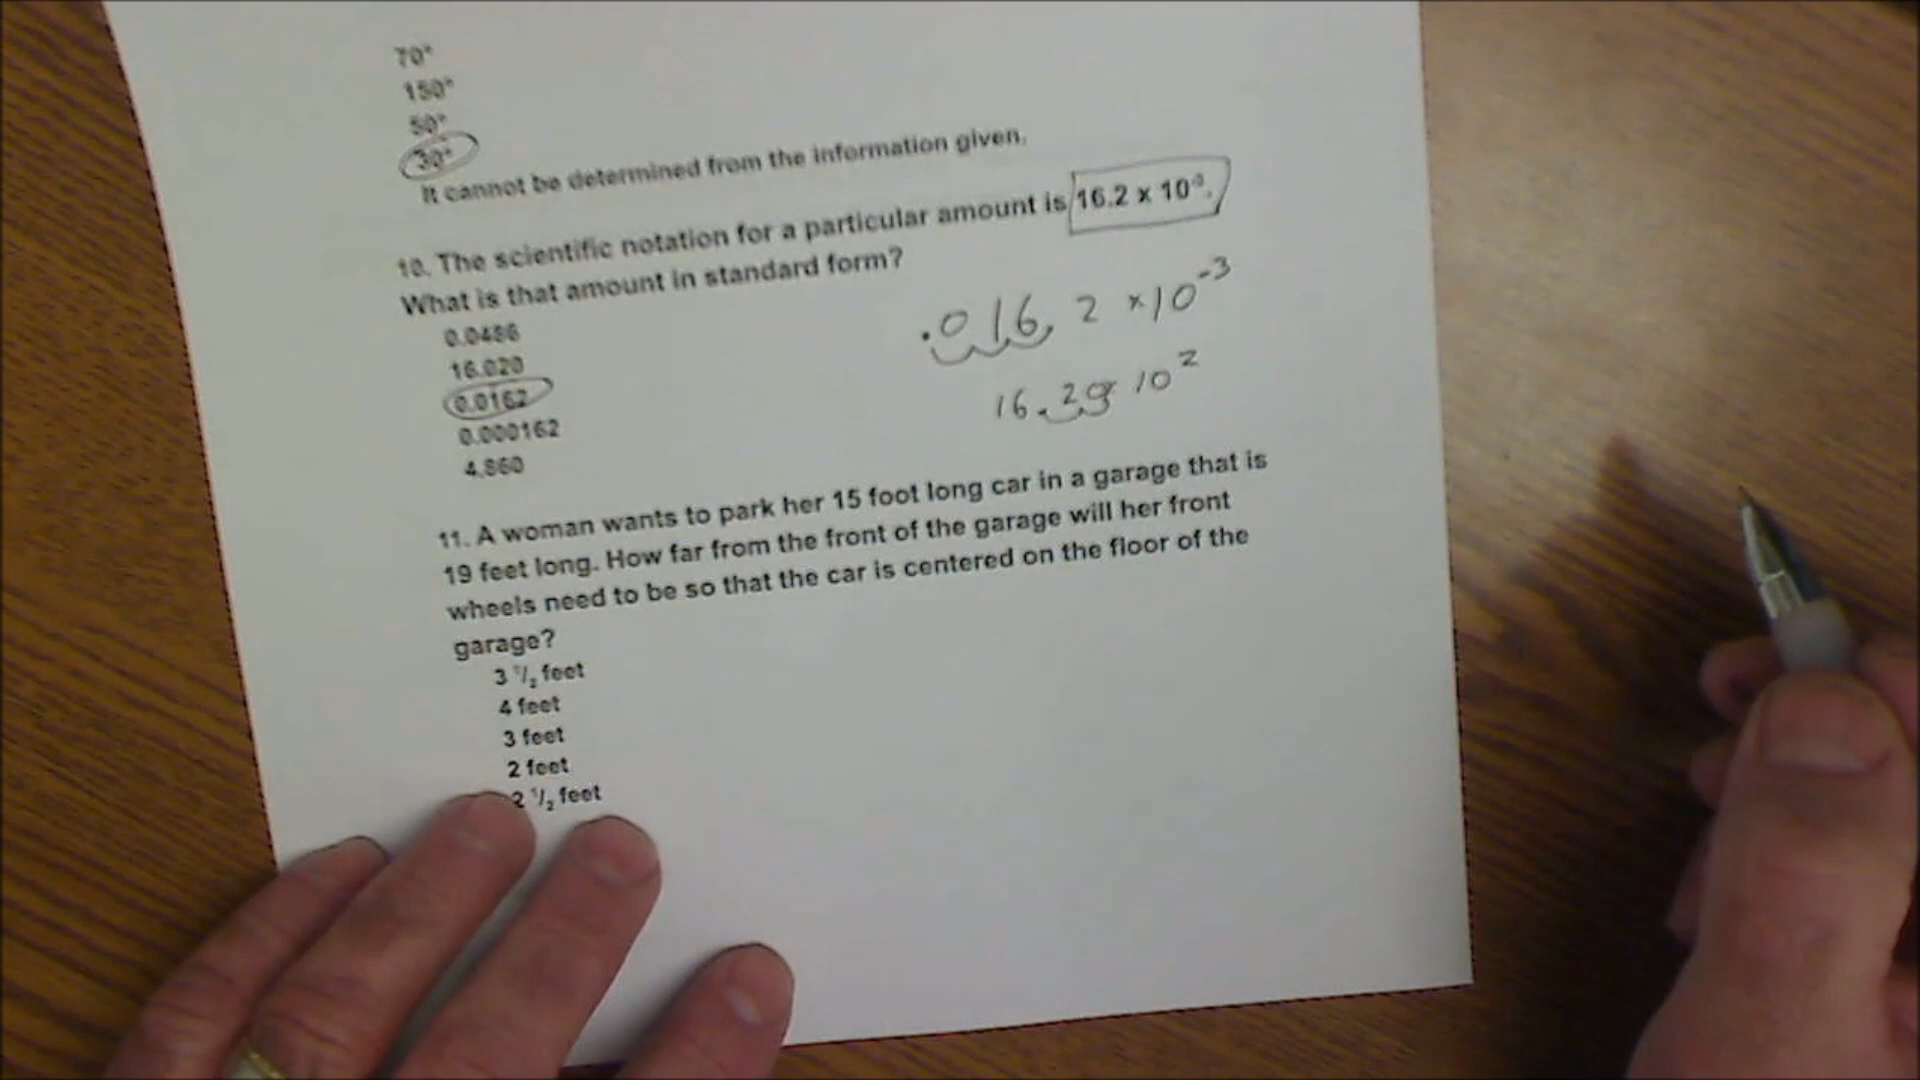 70°
150°
50°
30°
It cannot be determined from the information given.
10. The scientific notation for a particular amount is 16.2 x 10⁻³.
What is that amount in standard form?
0.0486
16.020
0.0162
0.000162
4.860
.016.2 ×10⁻³
16.20 × 10²
11. A woman wants to park her 15 foot long car in a garage that is
19 feet long. How far from the front of the garage will her front
wheels need to be so that the car is centered on the floor of the
garage?
3 ¹/₂ feet
4 feet
3 feet
2 feet
2 ¹/₂ feet